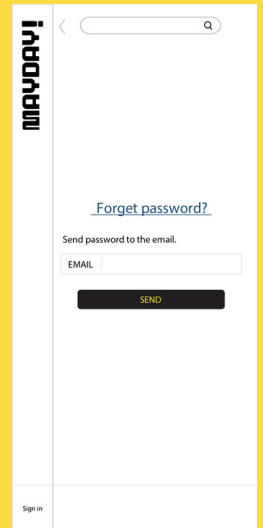 MAYDAY!
Forget password?
Send password to the email.
EMAIL
SEND
Sign in